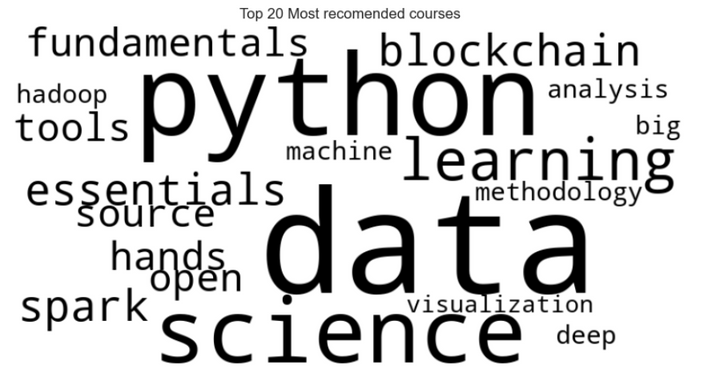 Top 20 Most recomended courses
fundamentals
blockchain
python
hadoop
analysis
tools
big
machine
learning
essentials
methodology
source
data
hands
open
spark
visualization
science
deep